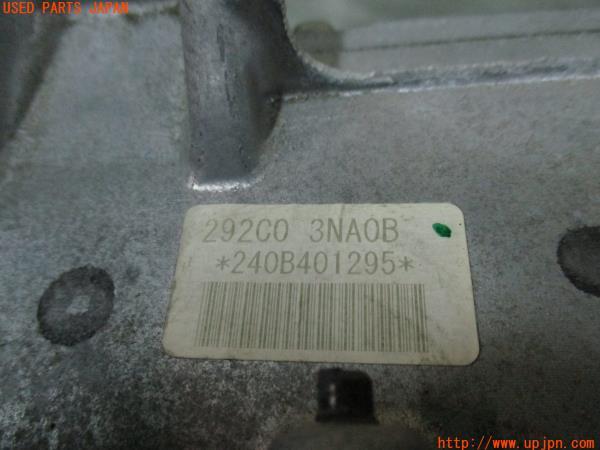 USED PARTS JAPAN
292C0 3NA0B
*240B401295*
http://www.upjpn.com/